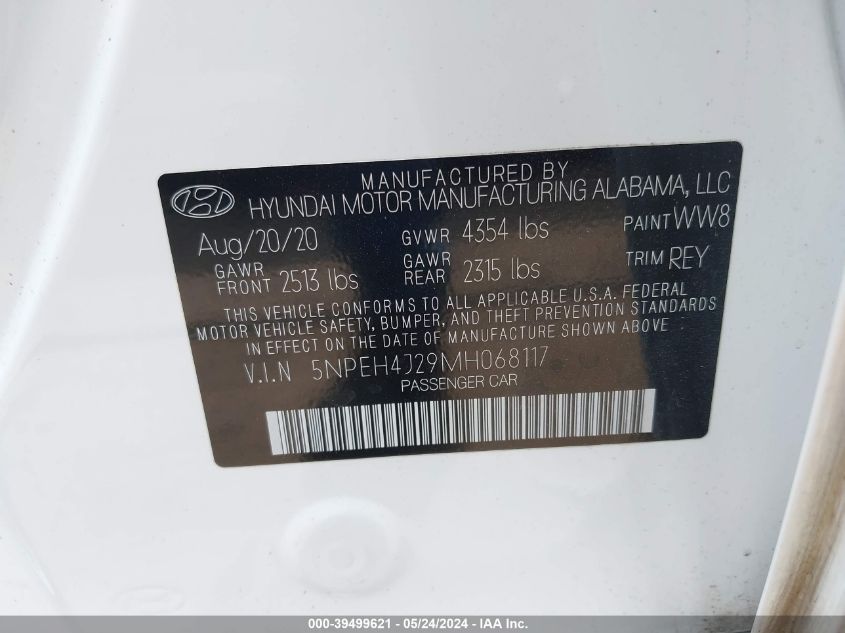 MANUFACTURED BY
HYUNDAI MOTOR MANUFACTURING ALABAMA, LLC
Aug/20/20 GVWR 4354 lbs PAINT WW8
GAWR FRONT 2513 lbs GAWR REAR 2315 lbs TRIM REY
THIS VEHICLE CONFORMS TO ALL APPLICABLE U.S.A. FEDERAL
MOTOR VEHICLE SAFETY, BUMPER, AND THEFT PREVENTION STANDARDS
IN EFFECT ON THE DATE OF MANUFACTURE SHOWN ABOVE.
V.I.N 5NPEH4J29MH068117
PASSENGER CAR
000-39499621 - 05/24/2024 - IAA Inc.